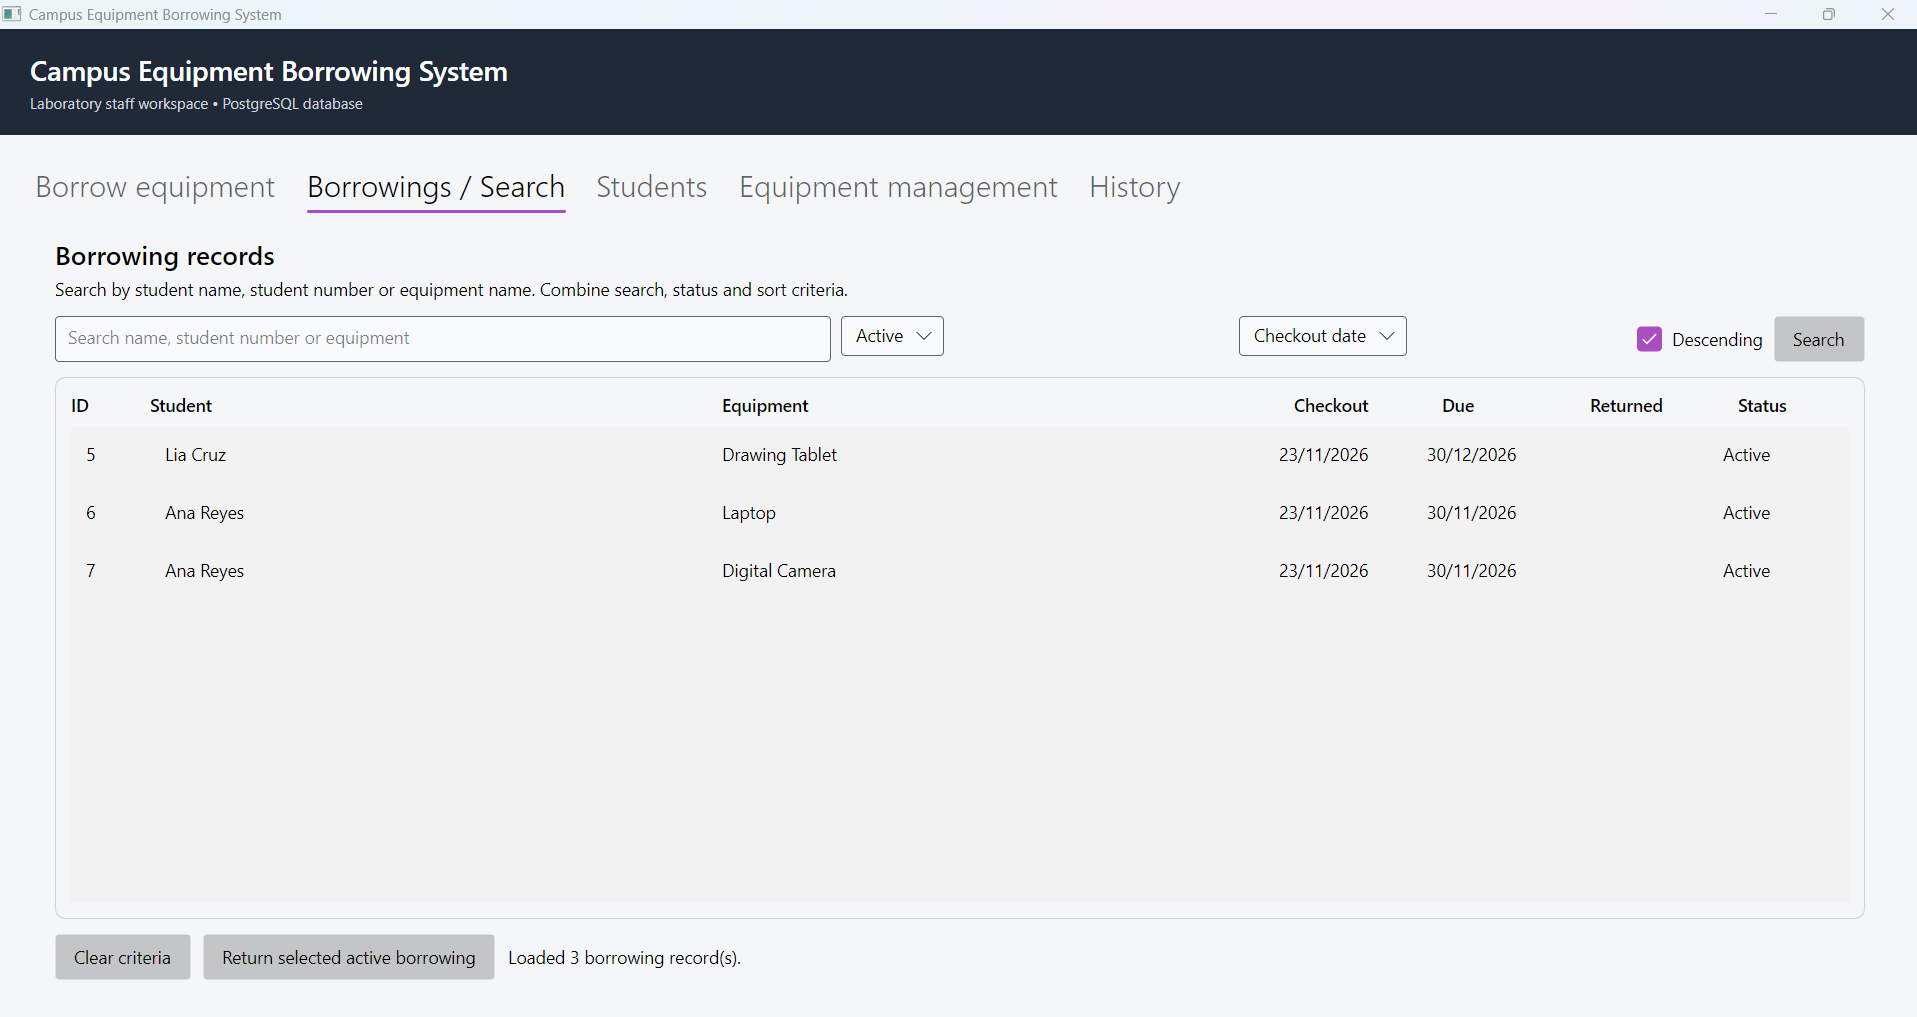 Campus Equipment Borrowing System
Campus Equipment Borrowing System
Laboratory staff workspace • PostgreSQL database
Borrow equipment Borrowings / Search Students Equipment management History
Borrowing records
Search by student name, student number or equipment name. Combine search, status and sort criteria.
Search name, student number or equipment Active Checkout date Descending Search
ID Student Equipment Checkout Due Returned Status
5 Lia Cruz Drawing Tablet 23/11/2026 30/12/2026 Active
6 Ana Reyes Laptop 23/11/2026 30/11/2026 Active
7 Ana Reyes Digital Camera 23/11/2026 30/11/2026 Active
Clear criteria Return selected active borrowing Loaded 3 borrowing record(s).